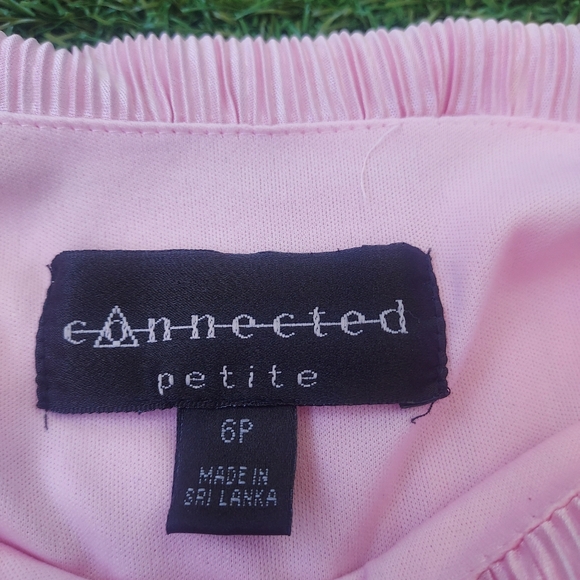 connected
petite
6P
MADE IN
SRI LANKA